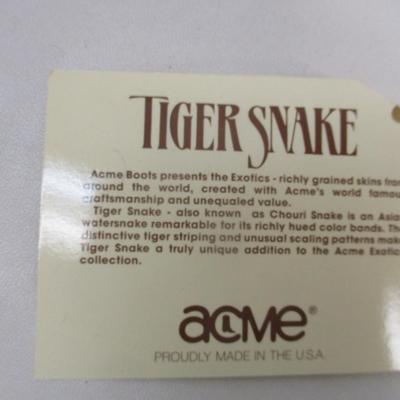 TIGER SNAKE
Acme Boots presents the Exotics - richly grained skins from
around the world, created with Acme's world famou
craftsmanship and unequaled value.
Tiger Snake - also known as Chouri Snake is an Asia
watersnake remarkable for its richly hued color bands. Th
distinctive tiger striping and unusual scaling patterns make
Tiger Snake a truly unique addition to the Acme Exotic
collection.
acme®
PROUDLY MADE IN THE U.S.A.